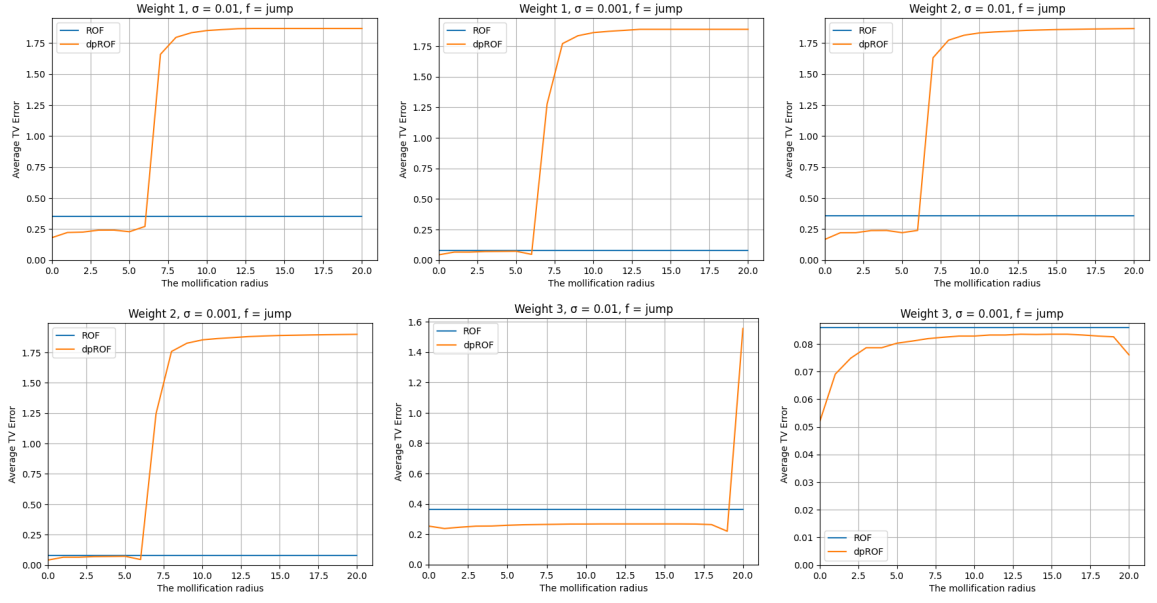 Weight 1, σ = 0.01, f = jump
ROF
dpROF
Average TV Error
1.75
1.50
1.25
1.00
0.75
0.50
0.25
0.00
0.0 2.5 5.0 7.5 10.0 12.5 15.0 17.5 20.0
The mollification radius
Weight 1, σ = 0.001, f = jump
ROF
dpROF
Average TV Error
1.75
1.50
1.25
1.00
0.75
0.50
0.25
0.00
0.0 2.5 5.0 7.5 10.0 12.5 15.0 17.5 20.0
The mollification radius
Weight 2, σ = 0.01, f = jump
ROF
dpROF
Average TV Error
1.75
1.50
1.25
1.00
0.75
0.50
0.25
0.00
0.0 2.5 5.0 7.5 10.0 12.5 15.0 17.5 20.0
The mollification radius
Weight 2, σ = 0.001, f = jump
ROF
dpROF
Average TV Error
1.75
1.50
1.25
1.00
0.75
0.50
0.25
0.00
0.0 2.5 5.0 7.5 10.0 12.5 15.0 17.5 20.0
The mollification radius
Weight 3, σ = 0.01, f = jump
ROF
dpROF
Average TV Error
1.6
1.4
1.2
1.0
0.8
0.6
0.4
0.2
0.0
0.0 2.5 5.0 7.5 10.0 12.5 15.0 17.5 20.0
The mollification radius
Weight 3, σ = 0.001, f = jump
Average TV Error
0.08
0.07
0.06
0.05
0.04
0.03
0.02
0.01
0.00
ROF
dpROF
0.0 2.5 5.0 7.5 10.0 12.5 15.0 17.5 20.0
The mollification radius